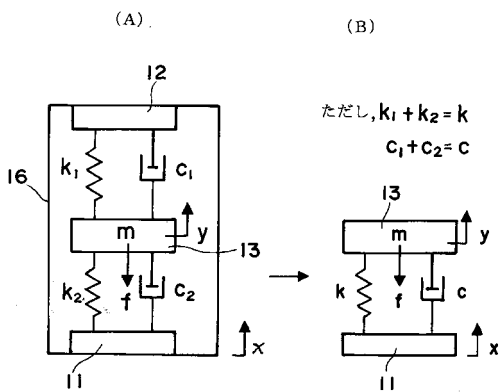 (A)
12
16
k₁
c₁
m
y
13
k₂
f
c₂
x
11
(B)
ただし,k₁+k₂=k
c₁+c₂=c
13
m
y
k
f
c
x
11